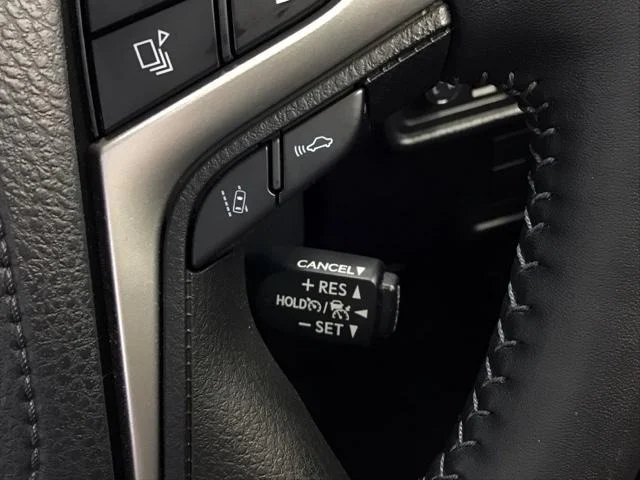 CANCEL▼
+ RES ▲
HOLD / ◄
− SET ▼